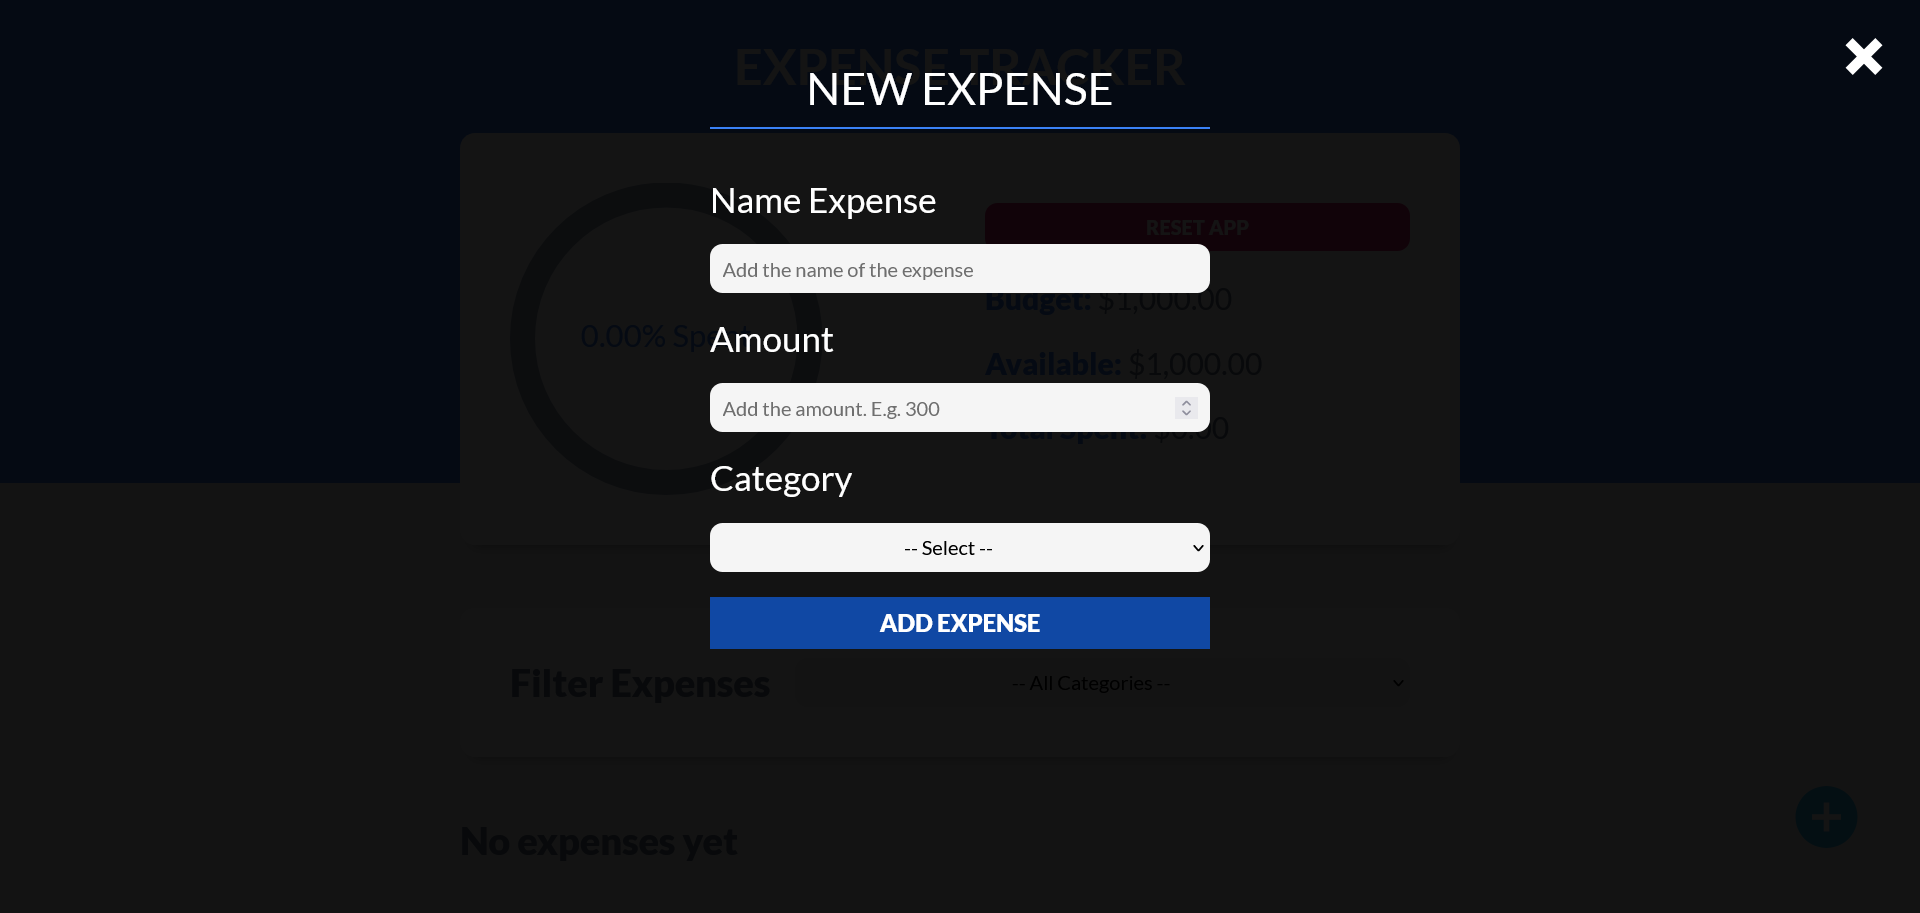 EXPENSE TRACKER
NEW EXPENSE
Name Expense
RESET APP
Add the name of the expense
Budget: $1,000.00
0.00% Spent
Amount
Available: $1,000.00
Add the amount. E.g. 300
Total Spent: $0.00
Category
-- Select --
ADD EXPENSE
Filter Expenses
-- All Categories --
No expenses yet